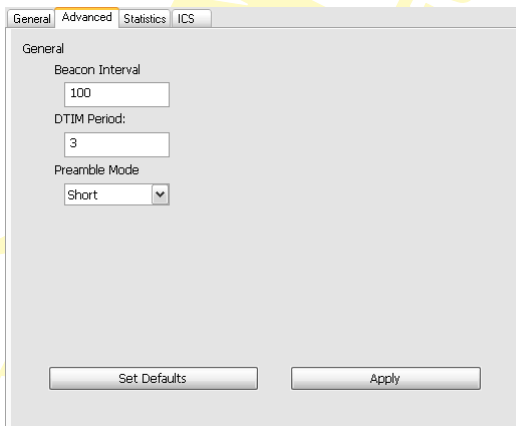 General Advanced Statistics ICS
General
Beacon Interval
100
DTIM Period:
3
Preamble Mode
Short
Set Defaults Apply